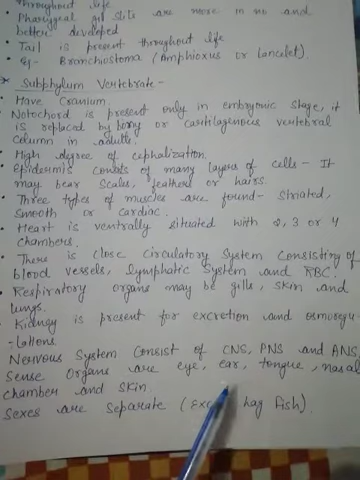 throughout life
Pharyngal gill slits are more in no and
better developed
• Tail is present throughout life
• Eg - Bronchiostoma (Amphioxus or Lancelet).
* Subphylum Vertebrate -
• Have Cranium.
• Notochord is present only in embryonic stage, it
is replaced by bony or cartilagenous vertebral
column in adults.
• High degree of cephalization.
• Epidermis consists of many layers of cells - It
may bear scales, feathers or hairs.
• Three types of muscles are found - Striated,
Smooth or Cardiac.
• Heart is ventrally situated with 2, 3 or 4
chambers.
• There is close Circulatory System consisting of
blood vessels, lymphatic System and RBC.
• Respiratory organs may be gills, skin and
lungs.
• Kidney is present for excretion and osmoregu-
-lations
Nervous System Consist of CNS, PNS and ANS.
Sense Organs are eye, ear, tongue, nasal
chamber and skin.
Sexes are Separate ( Hag fish).